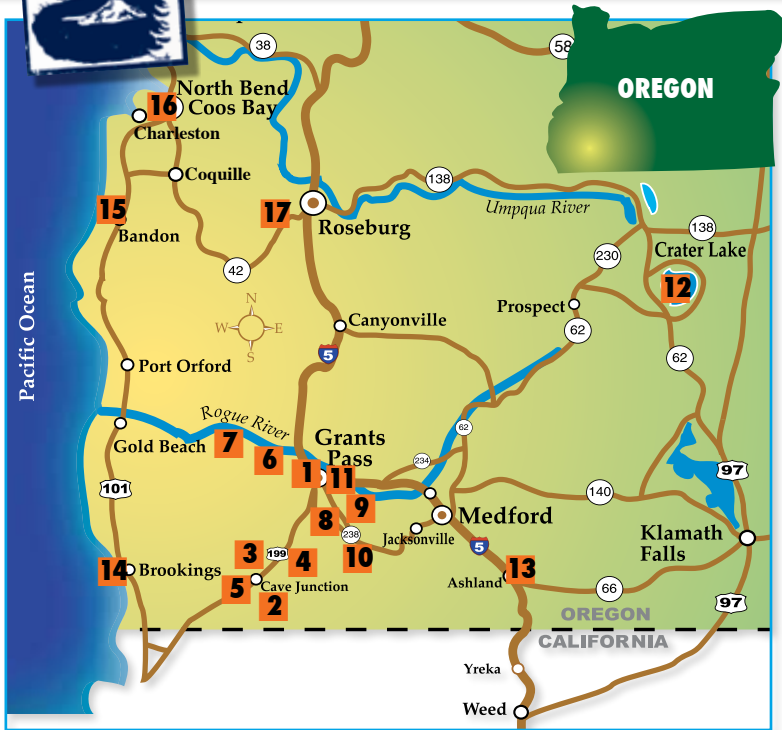 38
58
OREGON
North Bend
16
Coos Bay
Charleston
Coquille
138
15
Bandon
17
Roseburg
Umpqua River
138
42
230
Crater Lake
12
N
W E
S
Pacific Ocean
Canyonville
Prospect
5
62
62
Port Orford
Rogue River
Gold Beach
7
6
Grants
Pass
1
11
62
234
97
101
8
9
140
Medford
238
Jacksonville
5
Klamath
Falls
3
199
4
10
14
Brookings
5
Cave Junction
2
13
Ashland
66
97
OREGON
CALIFORNIA
Yreka
Weed